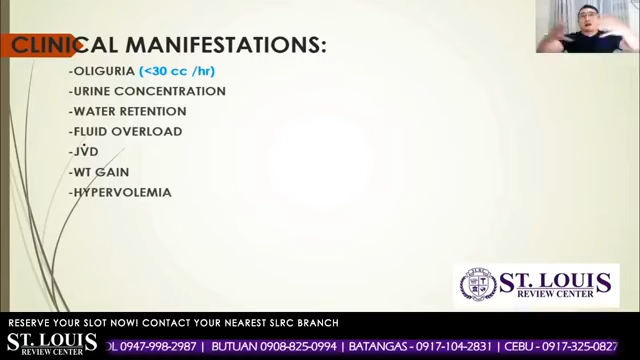 CLINICAL MANIFESTATIONS:
-OLIGURIA (<30 cc /hr)
-URINE CONCENTRATION
-WATER RETENTION
-FLUID OVERLOAD
-JVD
-WT GAIN
-HYPERVOLEMIA
ST. LOUIS
REVIEW CENTER
RESERVE YOUR SLOT NOW! CONTACT YOUR NEAREST SLRC BRANCH
ST. LOUIS
REVIEW CENTER
OL 0947-998-2987 | BUTUAN 0908-825-0994 | BATANGAS - 0917-104-2831 | CEBU - 0917-325-0827